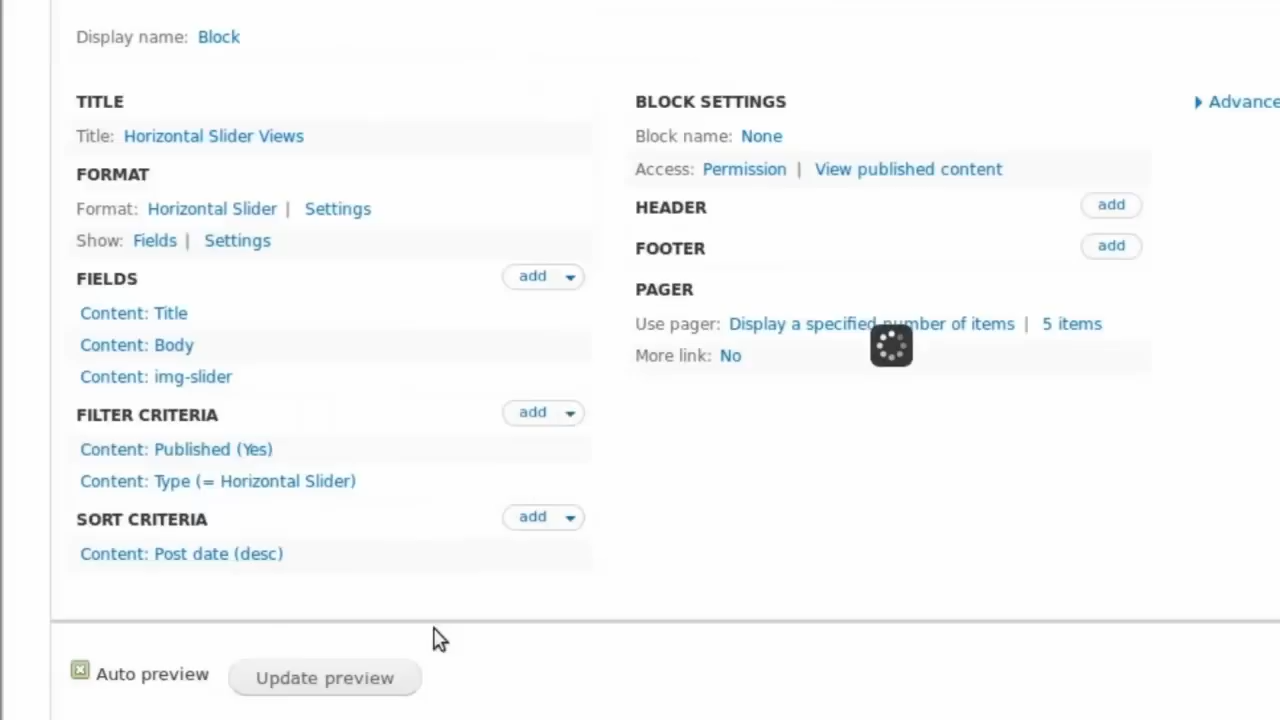 Display name: Block
TITLE
Title: Horizontal Slider Views
FORMAT
Format: Horizontal Slider | Settings
Show: Fields | Settings
FIELDS
add
Content: Title
Content: Body
Content: img-slider
FILTER CRITERIA
add
Content: Published (Yes)
Content: Type (= Horizontal Slider)
SORT CRITERIA
add
Content: Post date (desc)
BLOCK SETTINGS
Block name: None
Access: Permission | View published content
HEADER
add
FOOTER
add
PAGER
Use pager: Display a specified number of items | 5 items
More link: No
Advance
Auto preview
Update preview